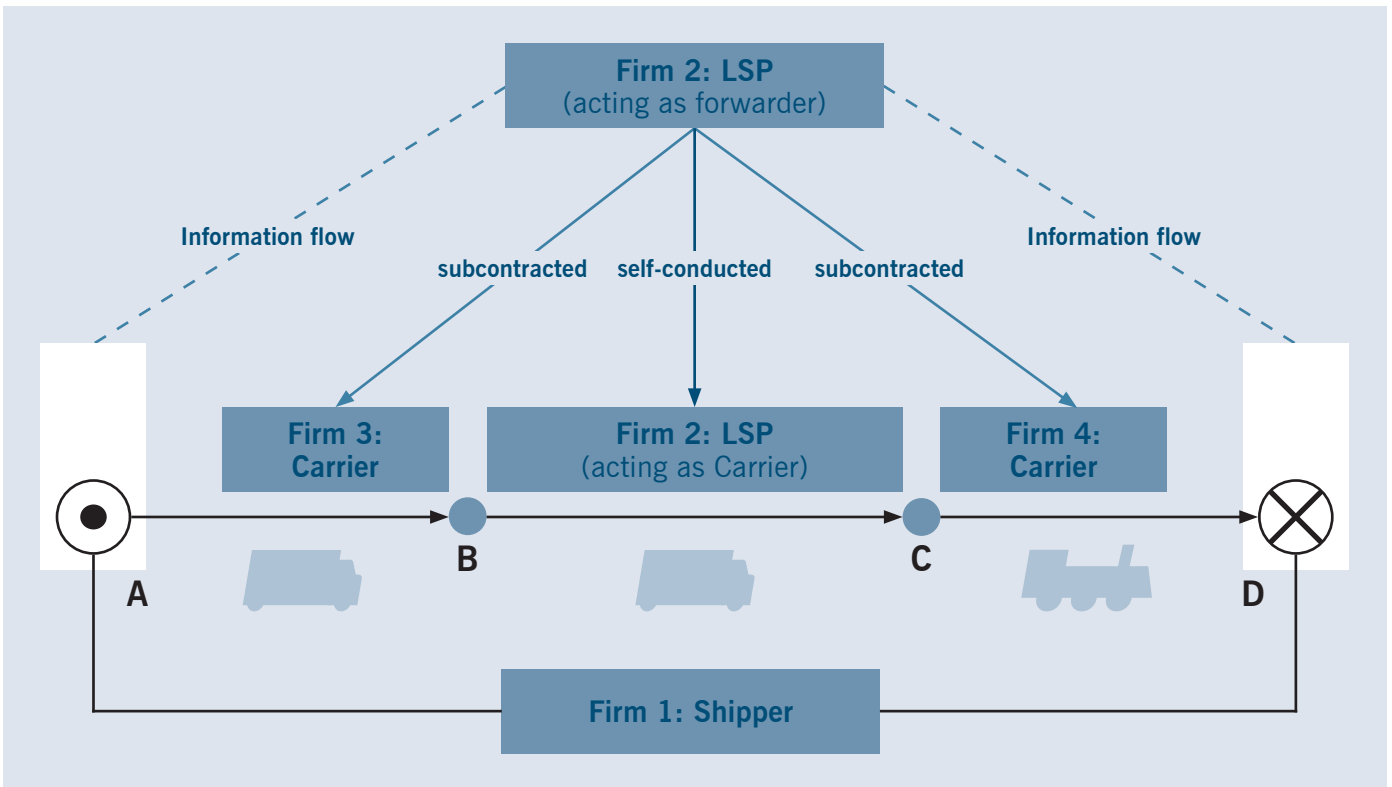 Firm 2: LSP
(acting as forwarder)
Information flow
Information flow
subcontracted
self-conducted
subcontracted
Firm 3:
Carrier
Firm 2: LSP
(acting as Carrier)
Firm 4:
Carrier
B
C
A
D
Firm 1: Shipper